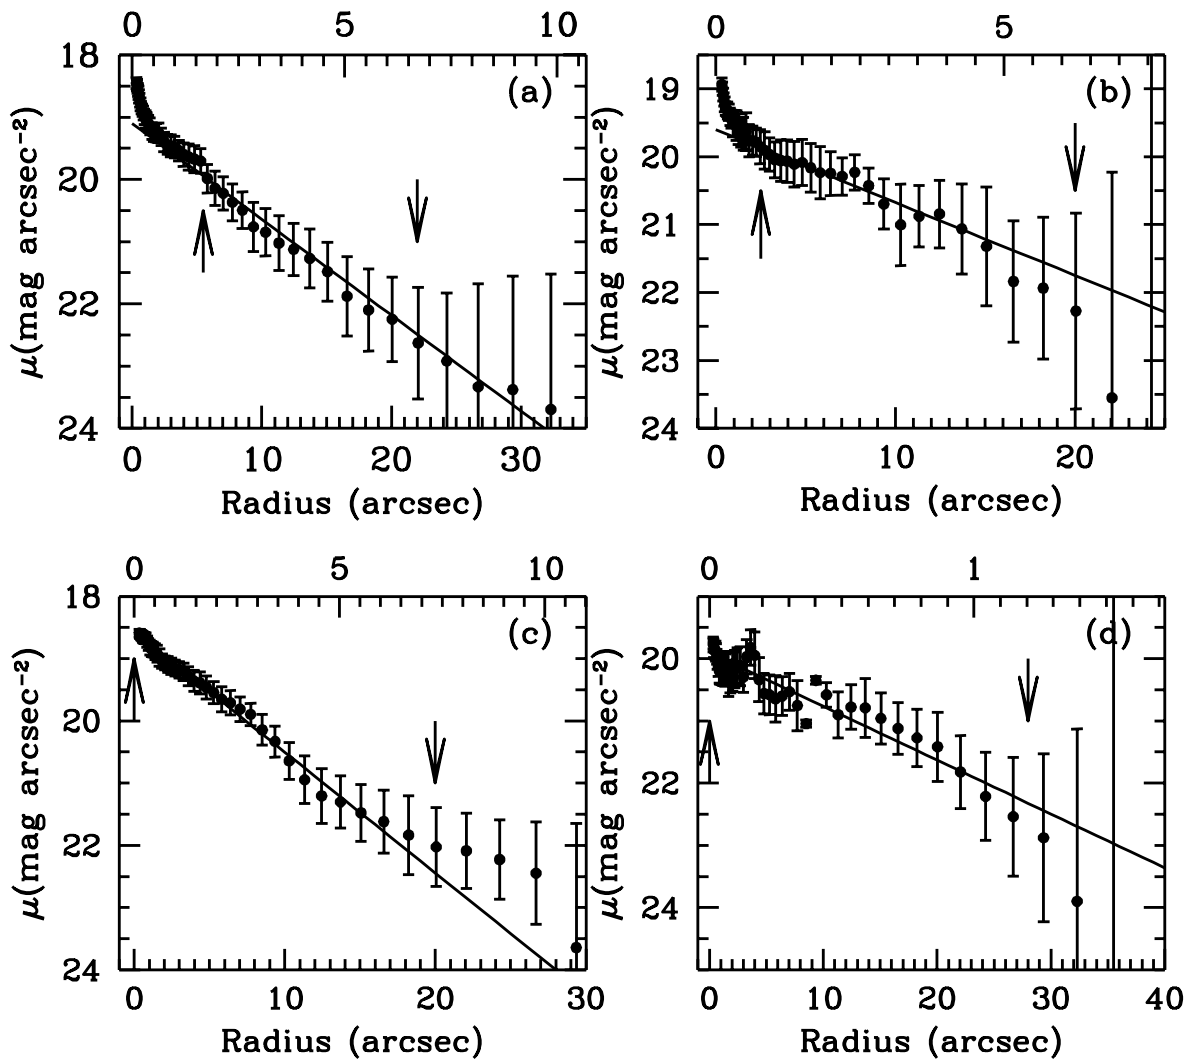 0 5 10
18
20
22
24
(a)
μ(mag arcsec⁻²)
0 10 20 30
Radius (arcsec)
0 5
19
20
21
22
23
24
(b)
μ(mag arcsec⁻²)
0 10 20
Radius (arcsec)
0 5 10
18
20
22
24
(c)
μ(mag arcsec⁻²)
0 10 20 30
Radius (arcsec)
0 1
20
22
24
(d)
μ(mag arcsec⁻²)
0 10 20 30 40
Radius (arcsec)